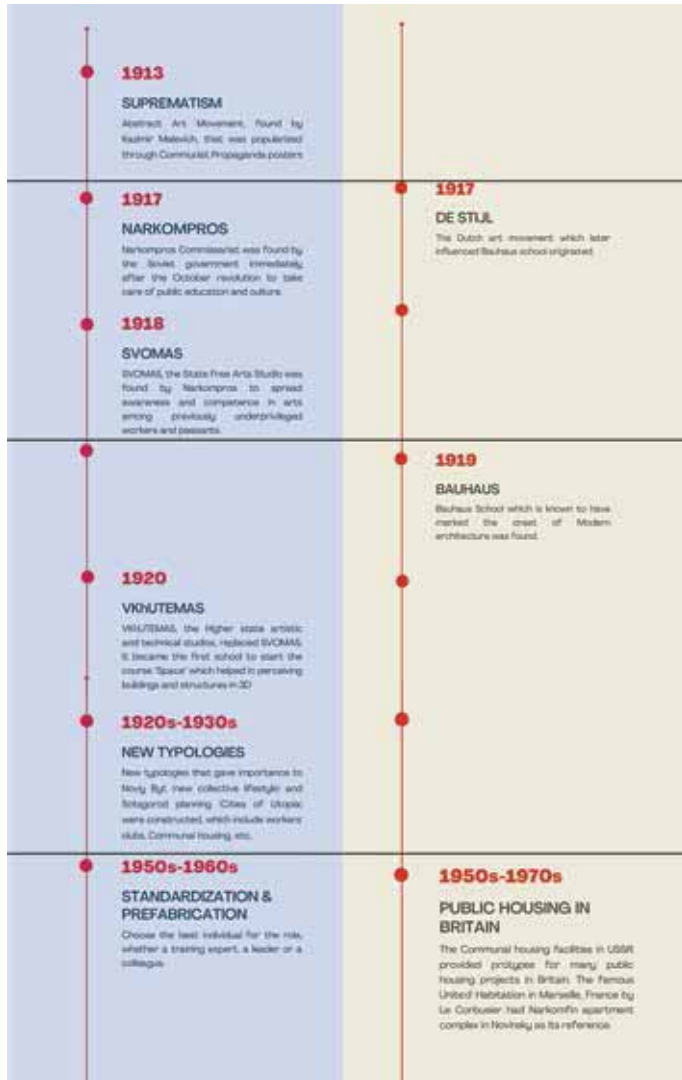 1913
SUPREMATISM
Abstract Art Movement, found by
Kazimir Malevich, that was popularized
through Communist Propaganda posters
1917
NARKOMPROS
Narkompros Commissariat was found by
the Soviet government immediately
after the October revolution to take
care of public education and culture.
1918
SVOMAS
SVOMAS, the State Free Arts Studio was
found by Narkompros to spread
awareness and competence in arts
among previously underprivileged
workers and peasants.
1920
VKhUTEMAS
VKhUTEMAS, the Higher state artistic
and technical studios, replaced SVOMAS.
It became the first school to start the
course 'Space' which helped in perceiving
buildings and structures in 3D
1920s-1930s
NEW TYPOLOGIES
New typologies that gave importance to
Novy Byt, (new collective lifestyle) and
Sotsgorod planning Cities of Utopia)
were constructed, which include workers'
clubs, Communal housing, etc.
1950s-1960s
STANDARDIZATION &
PREFABRICATION
Choose the best individual for the role,
whether a training expert, a leader or a
colleague.
1917
DE STIJL
The Dutch art movement which later
influenced Bauhaus school originated.
1919
BAUHAUS
Bauhaus School which is known to have
marked the onset of Modern
architecture was found.
1950s-1970s
PUBLIC HOUSING IN
BRITAIN
The Communal housing facilities in USSR
provided protypes for many public
housing projects in Britain. The famous
United' Habitation in Marseille, France by
Le Corbusier had Narkomfin apartment
complex in Novinsky as its reference.